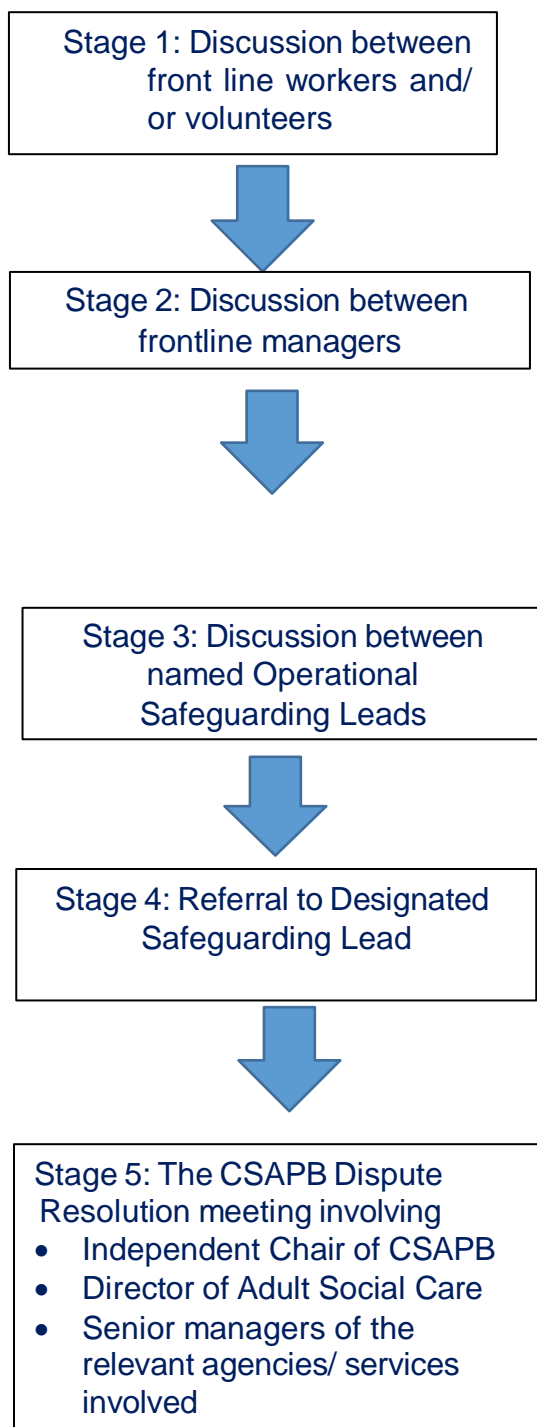 Stage 1: Discussion between
front line workers and/
or volunteers
Stage 2: Discussion between
frontline managers
Stage 3: Discussion between
named Operational
Safeguarding Leads
Stage 4: Referral to Designated
Safeguarding Lead
Stage 5: The CSAPB Dispute
Resolution meeting involving
• Independent Chair of CSAPB
• Director of Adult Social Care
• Senior managers of the
relevant agencies/ services
involved